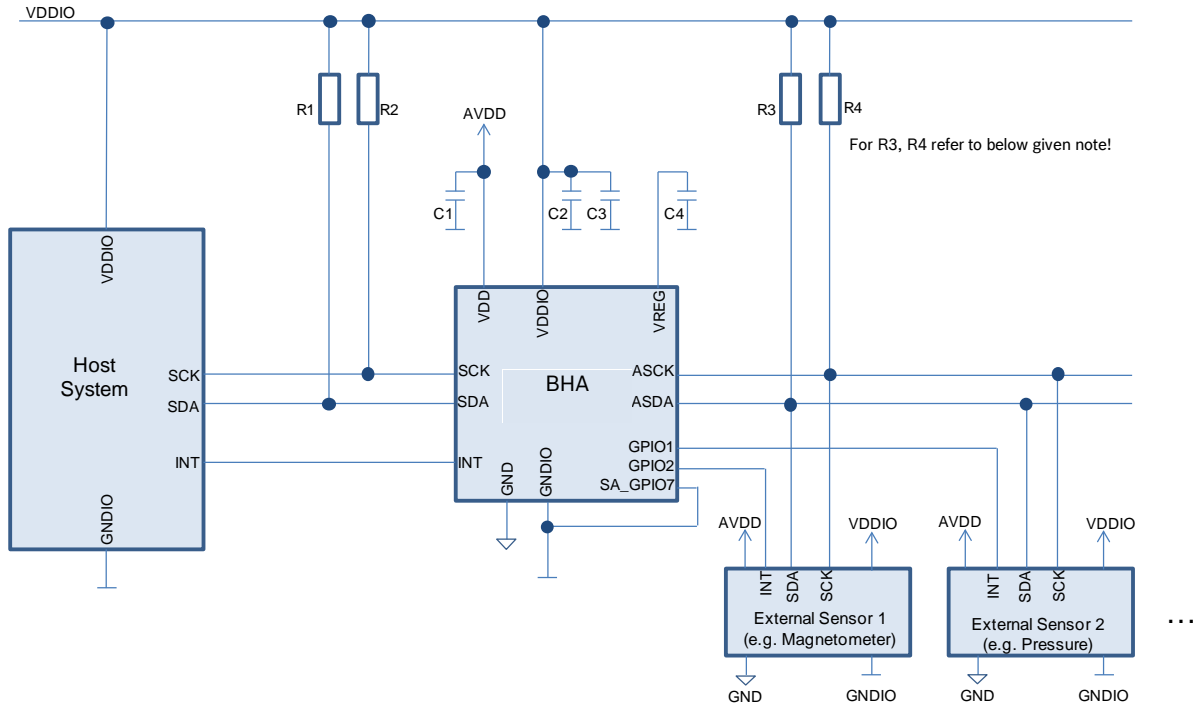 VDDIO
R1
R2
AVDD
R3
R4
For R3, R4 refer to below given note!
C1
C2
C3
C4
VDDIO
VDD
VDDIO
VREG
Host
System
SCK
SDA
INT
GNDIO
SCK
SDA
INT
BHA
ASCK
ASDA
GPIO1
GPIO2
SA_GPIO7
GND
GNDIO
AVDD
VDDIO
AVDD
VDDIO
INT
SDA
SCK
INT
SDA
SCK
External Sensor 1
(e.g. Magnetometer)
External Sensor 2
(e.g. Pressure)
...
GND
GNDIO
GND
GNDIO